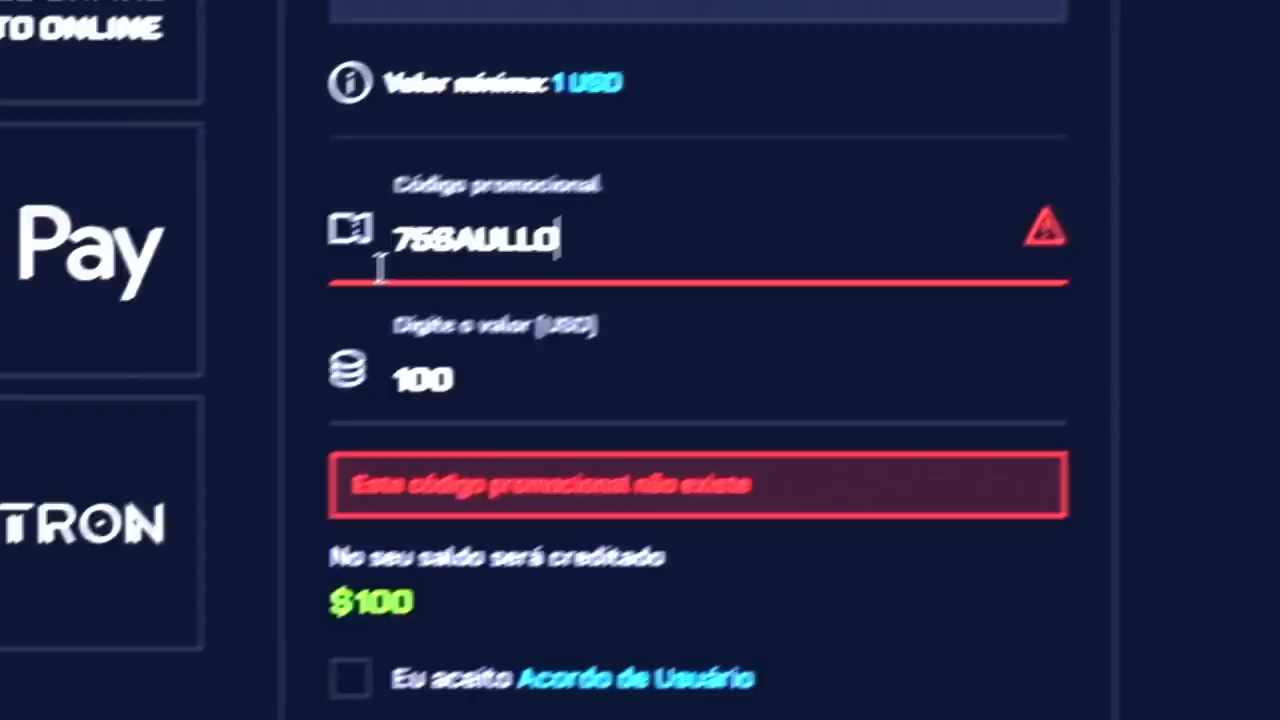 TO ONLINE
Valor mínimo: 1 USD
Código promocional
75SAULLO
Digite o valor (USD)
Pay
100
Este código promocional não existe
TRON
No seu saldo será creditado
$100
Eu aceito Acordo de Usuário